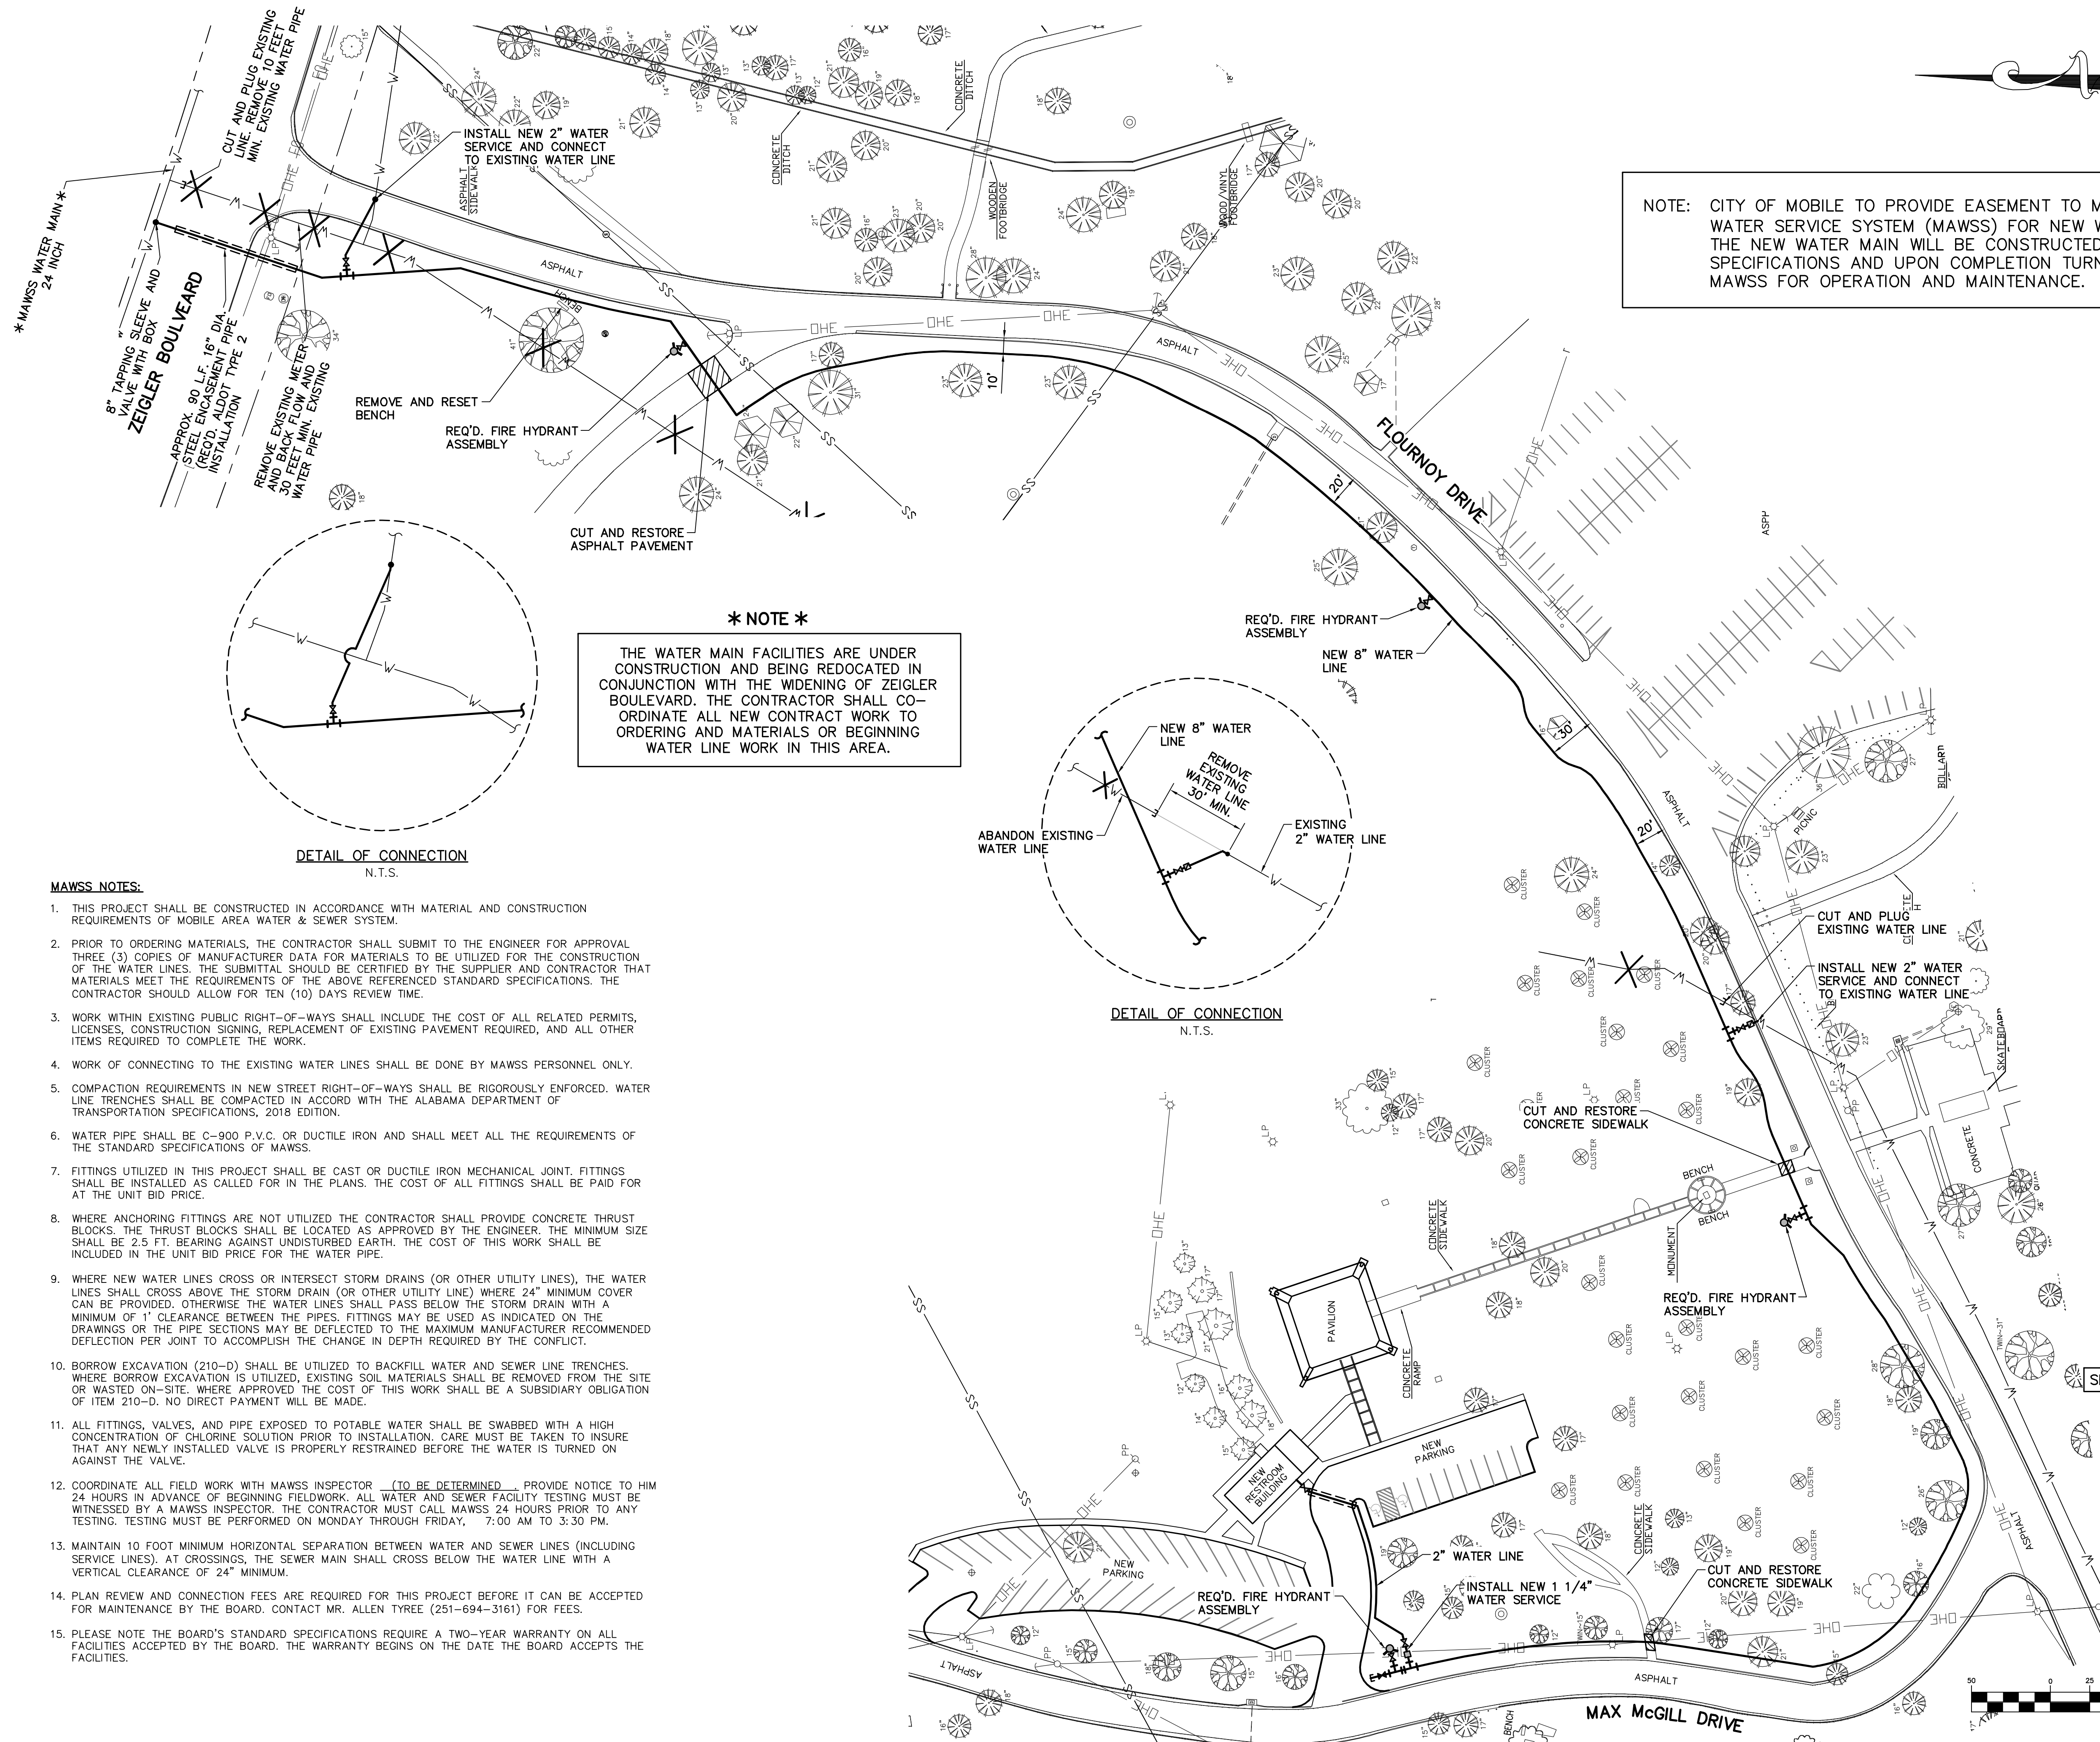 CUT AND PLUG EXISTING
LINE. REMOVE 10 FEET
MIN. EXISTING WATER PIPE
*MAWSS WATER MAIN*
24 INCH
8" TAPPING SLEEVE AND
VALVE WITH BOX
ZEIGLER BOULVEARD
APPROX. 90 L.F. 16" DIA.
STEEL ENCASEMENT PIPE
(REQ'D. ALDOT TYPE 2
INSTALLATION
REMOVE EXISTING METER
AND BACK FLOW AND
30 FEET MIN. EXISTING
WATER PIPE
INSTALL NEW 2" WATER
SERVICE AND CONNECT
TO EXISTING WATER LINE
ASPHALT
SIDEWALK
CONCRETE
DITCH
CONCRETE
DITCH
WOODEN
FOOTBRIDGE
WOOD/VINYL
FOOTBRIDGE
ASPHALT
BENCH
REMOVE AND RESET
BENCH
REQ'D. FIRE HYDRANT
ASSEMBLY
CUT AND RESTORE
ASPHALT PAVEMENT
10'
ASPHALT
FLOURNOY DRIVE
20'
NOTE: CITY OF MOBILE TO PROVIDE EASEMENT TO M
WATER SERVICE SYSTEM (MAWSS) FOR NEW W
THE NEW WATER MAIN WILL BE CONSTRUCTED
SPECIFICATIONS AND UPON COMPLETION TURN
MAWSS FOR OPERATION AND MAINTENANCE.
DETAIL OF CONNECTION
N.T.S.
* NOTE *
THE WATER MAIN FACILITIES ARE UNDER
CONSTRUCTION AND BEING REDOCATED IN
CONJUNCTION WITH THE WIDENING OF ZEIGLER
BOULEVARD. THE CONTRACTOR SHALL CO-
ORDINATE ALL NEW CONTRACT WORK TO
ORDERING AND MATERIALS OR BEGINNING
WATER LINE WORK IN THIS AREA.
REQ'D. FIRE HYDRANT
ASSEMBLY
NEW 8" WATER
LINE
30'
20'
ASPHALT
PICNIC
BOLLARD
NEW 8" WATER
LINE
REMOVE
EXISTING
WATER LINE
30' MIN.
ABANDON EXISTING
WATER LINE
EXISTING
2" WATER LINE
DETAIL OF CONNECTION
N.T.S.
MAWSS NOTES:
1. THIS PROJECT SHALL BE CONSTRUCTED IN ACCORDANCE WITH MATERIAL AND CONSTRUCTION
REQUIREMENTS OF MOBILE AREA WATER & SEWER SYSTEM.
2. PRIOR TO ORDERING MATERIALS, THE CONTRACTOR SHALL SUBMIT TO THE ENGINEER FOR APPROVAL
THREE (3) COPIES OF MANUFACTURER DATA FOR MATERIALS TO BE UTILIZED FOR THE CONSTRUCTION
OF THE WATER LINES. THE SUBMITTAL SHOULD BE CERTIFIED BY THE SUPPLIER AND CONTRACTOR THAT
MATERIALS MEET THE REQUIREMENTS OF THE ABOVE REFERENCED STANDARD SPECIFICATIONS. THE
CONTRACTOR SHOULD ALLOW FOR TEN (10) DAYS REVIEW TIME.
3. WORK WITHIN EXISTING PUBLIC RIGHT-OF-WAYS SHALL INCLUDE THE COST OF ALL RELATED PERMITS,
LICENSES, CONSTRUCTION SIGNING, REPLACEMENT OF EXISTING PAVEMENT REQUIRED, AND ALL OTHER
ITEMS REQUIRED TO COMPLETE THE WORK.
4. WORK OF CONNECTING TO THE EXISTING WATER LINES SHALL BE DONE BY MAWSS PERSONNEL ONLY.
5. COMPACTION REQUIREMENTS IN NEW STREET RIGHT-OF-WAYS SHALL BE RIGOROUSLY ENFORCED. WATER
LINE TRENCHES SHALL BE COMPACTED IN ACCORD WITH THE ALABAMA DEPARTMENT OF
TRANSPORTATION SPECIFICATIONS, 2018 EDITION.
6. WATER PIPE SHALL BE C-900 P.V.C. OR DUCTILE IRON AND SHALL MEET ALL THE REQUIREMENTS OF
THE STANDARD SPECIFICATIONS OF MAWSS.
7. FITTINGS UTILIZED IN THIS PROJECT SHALL BE CAST OR DUCTILE IRON MECHANICAL JOINT. FITTINGS
SHALL BE INSTALLED AS CALLED FOR IN THE PLANS. THE COST OF ALL FITTINGS SHALL BE PAID FOR
AT THE UNIT BID PRICE.
8. WHERE ANCHORING FITTINGS ARE NOT UTILIZED THE CONTRACTOR SHALL PROVIDE CONCRETE THRUST
BLOCKS. THE THRUST BLOCKS SHALL BE LOCATED AS APPROVED BY THE ENGINEER. THE MINIMUM SIZE
SHALL BE 2.5 FT. BEARING AGAINST UNDISTURBED EARTH. THE COST OF THIS WORK SHALL BE
INCLUDED IN THE UNIT BID PRICE FOR THE WATER PIPE.
9. WHERE NEW WATER LINES CROSS OR INTERSECT STORM DRAINS (OR OTHER UTILITY LINES), THE WATER
LINES SHALL CROSS ABOVE THE STORM DRAIN (OR OTHER UTILITY LINE) WHERE 24" MINIMUM COVER
CAN BE PROVIDED. OTHERWISE THE WATER LINES SHALL PASS BELOW THE STORM DRAIN WITH A
MINIMUM OF 1' CLEARANCE BETWEEN THE PIPES. FITTINGS MAY BE USED AS INDICATED ON THE
DRAWINGS OR THE PIPE SECTIONS MAY BE DEFLECTED TO THE MAXIMUM MANUFACTURER RECOMMENDED
DEFLECTION PER JOINT TO ACCOMPLISH THE CHANGE IN DEPTH REQUIRED BY THE CONFLICT.
10. BORROW EXCAVATION (210-D) SHALL BE UTILIZED TO BACKFILL WATER AND SEWER LINE TRENCHES.
WHERE BORROW EXCAVATION IS UTILIZED, EXISTING SOIL MATERIALS SHALL BE REMOVED FROM THE SITE
OR WASTED ON-SITE. WHERE APPROVED THE COST OF THIS WORK SHALL BE A SUBSIDIARY OBLIGATION
OF ITEM 210-D. NO DIRECT PAYMENT WILL BE MADE.
11. ALL FITTINGS, VALVES, AND PIPE EXPOSED TO POTABLE WATER SHALL BE SWABBED WITH A HIGH
CONCENTRATION OF CHLORINE SOLUTION PRIOR TO INSTALLATION. CARE MUST BE TAKEN TO INSURE
THAT ANY NEWLY INSTALLED VALVE IS PROPERLY RESTRAINED BEFORE THE WATER IS TURNED ON
AGAINST THE VALVE.
12. COORDINATE ALL FIELD WORK WITH MAWSS INSPECTOR (TO BE DETERMINED . PROVIDE NOTICE TO HIM
24 HOURS IN ADVANCE OF BEGINNING FIELDWORK. ALL WATER AND SEWER FACILITY TESTING MUST BE
WITNESSED BY A MAWSS INSPECTOR. THE CONTRACTOR MUST CALL MAWSS 24 HOURS PRIOR TO ANY
TESTING. TESTING MUST BE PERFORMED ON MONDAY THROUGH FRIDAY, 7:00 AM TO 3:30 PM.
13. MAINTAIN 10 FOOT MINIMUM HORIZONTAL SEPARATION BETWEEN WATER AND SEWER LINES (INCLUDING
SERVICE LINES). AT CROSSINGS, THE SEWER MAIN SHALL CROSS BELOW THE WATER LINE WITH A
VERTICAL CLEARANCE OF 24" MINIMUM.
14. PLAN REVIEW AND CONNECTION FEES ARE REQUIRED FOR THIS PROJECT BEFORE IT CAN BE ACCEPTED
FOR MAINTENANCE BY THE BOARD. CONTACT MR. ALLEN TYREE (251-694-3161) FOR FEES.
15. PLEASE NOTE THE BOARD'S STANDARD SPECIFICATIONS REQUIRE A TWO-YEAR WARRANTY ON ALL
FACILITIES ACCEPTED BY THE BOARD. THE WARRANTY BEGINS ON THE DATE THE BOARD ACCEPTS THE
FACILITIES.
CUT AND PLUG
EXISTING WATER LINE
INSTALL NEW 2" WATER
SERVICE AND CONNECT
TO EXISTING WATER LINE
SKATEBOARD
CONCRETE
CUT AND RESTORE
CONCRETE SIDEWALK
BENCH
BENCH
MONUMENT
CONCRETE
SIDEWALK
REQ'D. FIRE HYDRANT
ASSEMBLY
PAVILION
CONCRETE
RAMP
NEW
PARKING
NEW
RESTROOM
BUILDING
NEW
PARKING
2" WATER LINE
REQ'D. FIRE HYDRANT
ASSEMBLY
INSTALL NEW 1 1/4"
WATER SERVICE
CONCRETE
SIDEWALK
CUT AND RESTORE
CONCRETE SIDEWALK
TWIN-31"
TWIN-15"
ASPHALT
ASPHALT
ASPHALT
MAX McGILL DRIVE
BENCH
50 0 25